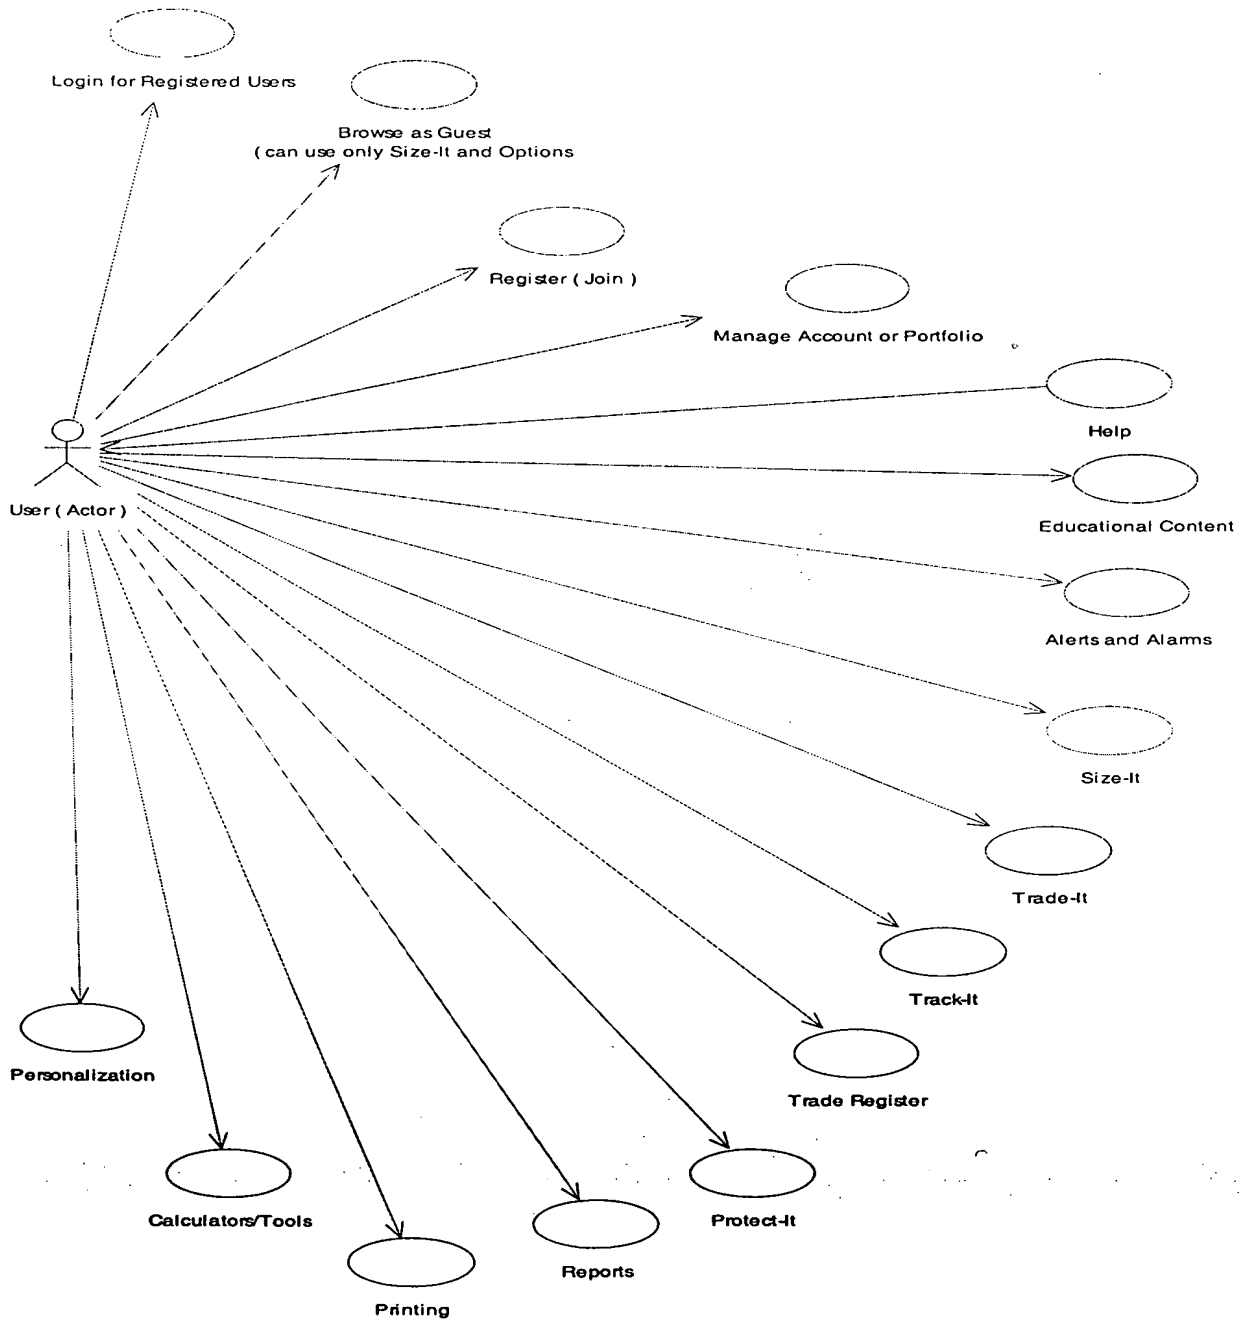 Login for Registered Users
Browse as Guest
( can use only Size-It and Options
Register ( Join )
Manage Account or Portfolio
Help
User ( Actor )
Educational Content
Alerts and Alarms
Size-It
Trade-It
Track-It
Personalization
Trade Register
Calculators/Tools
Protect-It
Reports
Printing